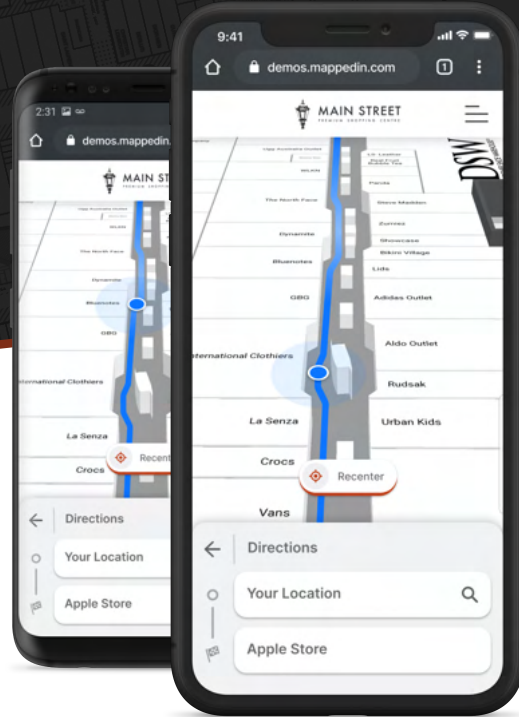 2:31
demos.mappedin.
MAIN ST
The North Face
Dynamite
Bluenotes
GBG
International Clothiers
La Senza
Crocs
Recent
Directions
Your Location
Apple Store
9:41
demos.mappedin.com
1
MAIN STREET
PREMIUM SHOPPING CENTRE
DSW
WLAN
Panda
The North Face
Steve Madden
Zumiez
Dynamite
Showcase
Bikini Village
Bluenotes
Lids
GBG
Adidas Outlet
Aldo Outlet
International Clothiers
Rudsak
La Senza
Urban Kids
Crocs
Recenter
Vans
Directions
Your Location
Apple Store